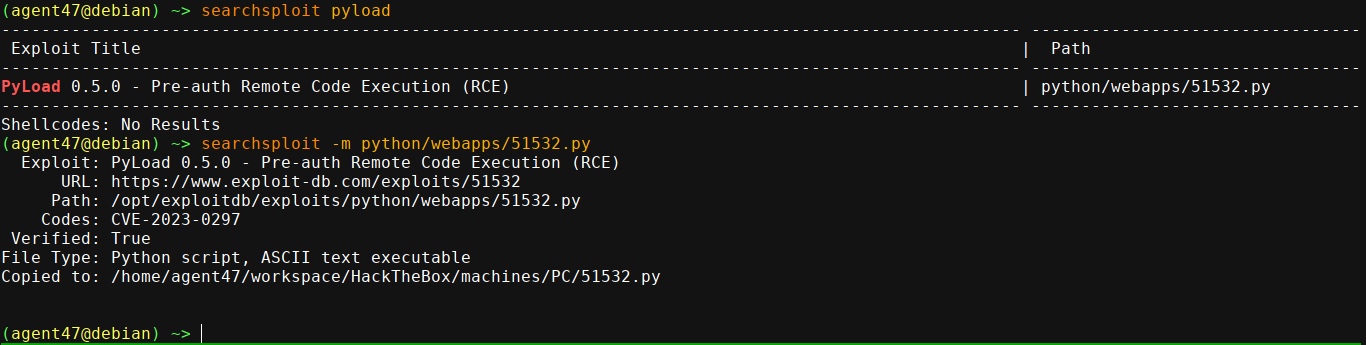 (agent47@debian) ~> searchsploit pyload
---------------------------------------------------------------------------------------------------------- ---------------------------------
 Exploit Title                                                                                            |  Path
---------------------------------------------------------------------------------------------------------- ---------------------------------
PyLoad 0.5.0 - Pre-auth Remote Code Execution (RCE)                                                       | python/webapps/51532.py
---------------------------------------------------------------------------------------------------------- ---------------------------------
Shellcodes: No Results
(agent47@debian) ~> searchsploit -m python/webapps/51532.py
  Exploit: PyLoad 0.5.0 - Pre-auth Remote Code Execution (RCE)
      URL: https://www.exploit-db.com/exploits/51532
     Path: /opt/exploitdb/exploits/python/webapps/51532.py
    Codes: CVE-2023-0297
 Verified: True
File Type: Python script, ASCII text executable
Copied to: /home/agent47/workspace/HackTheBox/machines/PC/51532.py
(agent47@debian) ~>